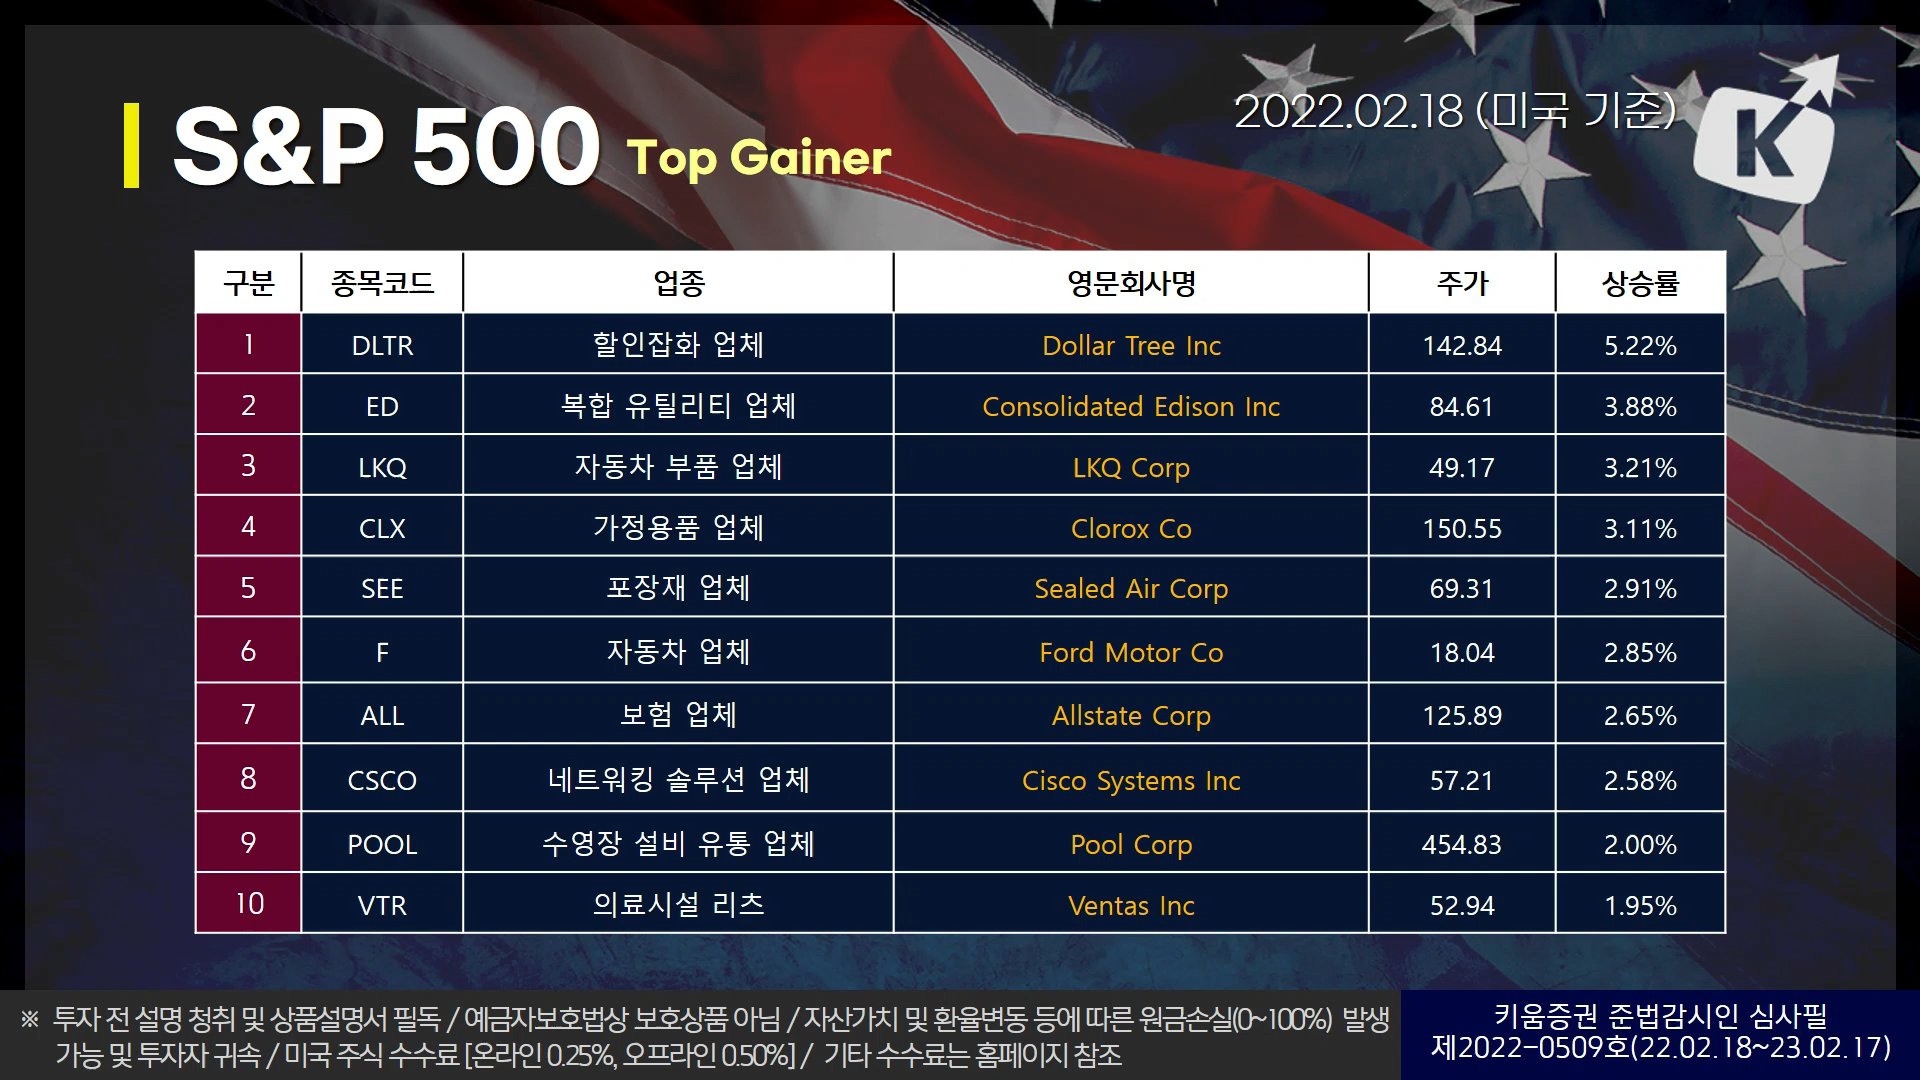 S&P 500 Top Gainer
2022.02.18 (미국 기준)
K
구분 종목코드 업종 영문회사명 주가 상승률
1 DLTR 할인잡화 업체 Dollar Tree Inc 142.84 5.22%
2 ED 복합 유틸리티 업체 Consolidated Edison Inc 84.61 3.88%
3 LKQ 자동차 부품 업체 LKQ Corp 49.17 3.21%
4 CLX 가정용품 업체 Clorox Co 150.55 3.11%
5 SEE 포장재 업체 Sealed Air Corp 69.31 2.91%
6 F 자동차 업체 Ford Motor Co 18.04 2.85%
7 ALL 보험 업체 Allstate Corp 125.89 2.65%
8 CSCO 네트워킹 솔루션 업체 Cisco Systems Inc 57.21 2.58%
9 POOL 수영장 설비 유통 업체 Pool Corp 454.83 2.00%
10 VTR 의료시설 리츠 Ventas Inc 52.94 1.95%
※ 투자 전 설명 청취 및 상품설명서 필독 / 예금자보호법상 보호상품 아님 / 자산가치 및 환율변동 등에 따른 원금손실(0~100%) 발생
가능 및 투자자 귀속 / 미국 주식 수수료 [온라인 0.25%, 오프라인 0.50%] / 기타 수수료는 홈페이지 참조
키움증권 준법감시인 심사필
제2022-0509호(22.02.18~23.02.17)